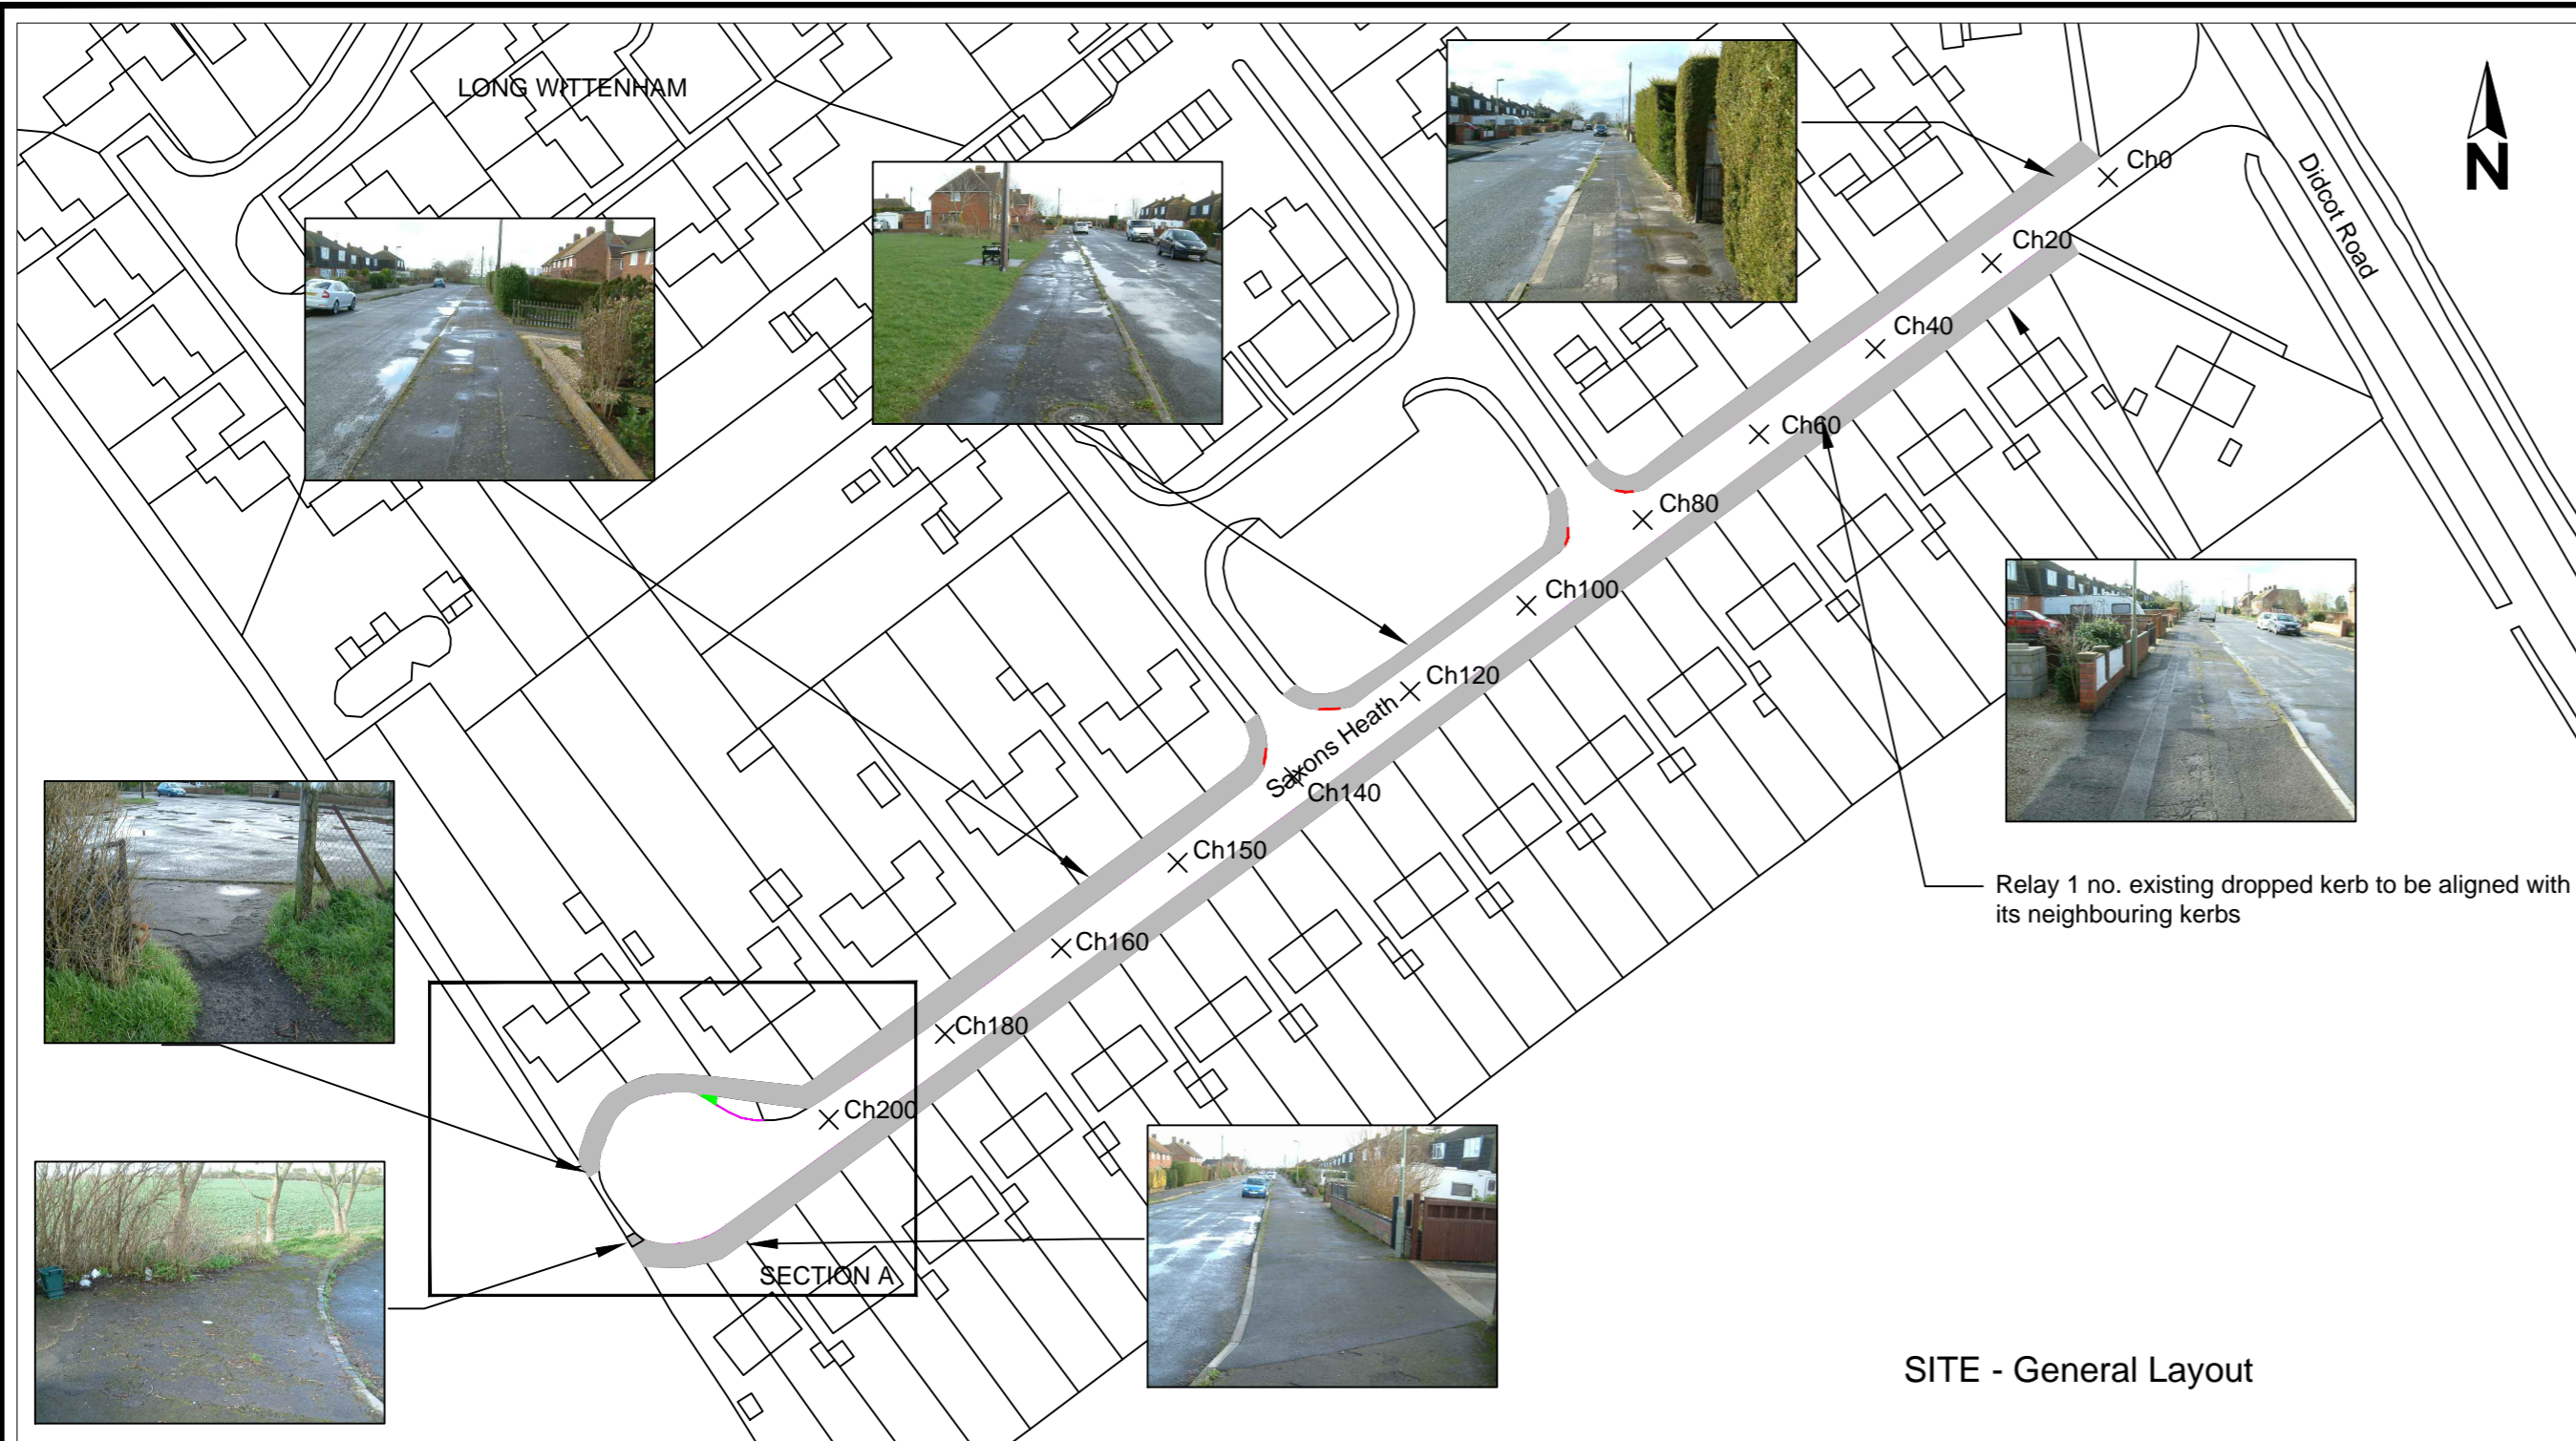 LONG WITTENHAM
N
Didcot Road
Ch0
Ch20
Ch40
Ch60
Ch80
Ch100
Ch120
Saxons Heath
Ch140
Ch150
Ch160
Ch180
Ch200
Relay 1 no. existing dropped kerb to be aligned with
its neighbouring kerbs
SECTION A
SITE - General Layout